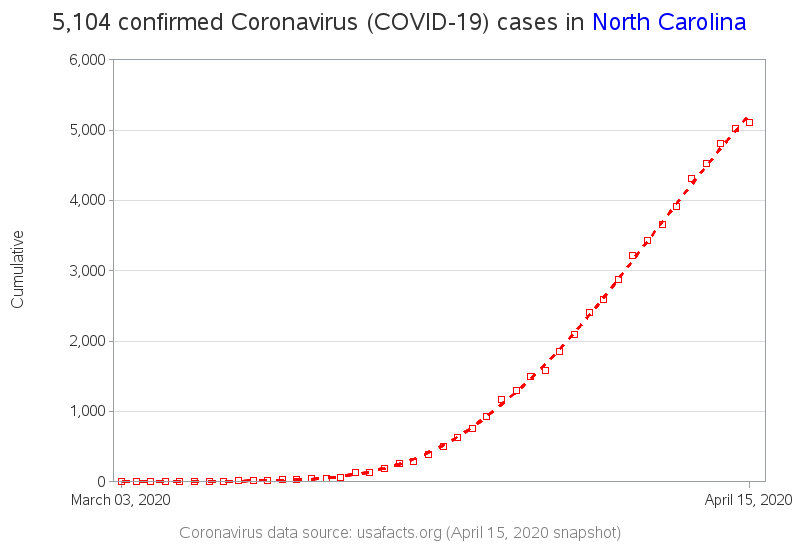 5,104 confirmed Coronavirus (COVID-19) cases in North Carolina
6,000
5,000
4,000
3,000
2,000
1,000
0
Cumulative
March 03, 2020
April 15, 2020
Coronavirus data source: usafacts.org (April 15, 2020 snapshot)